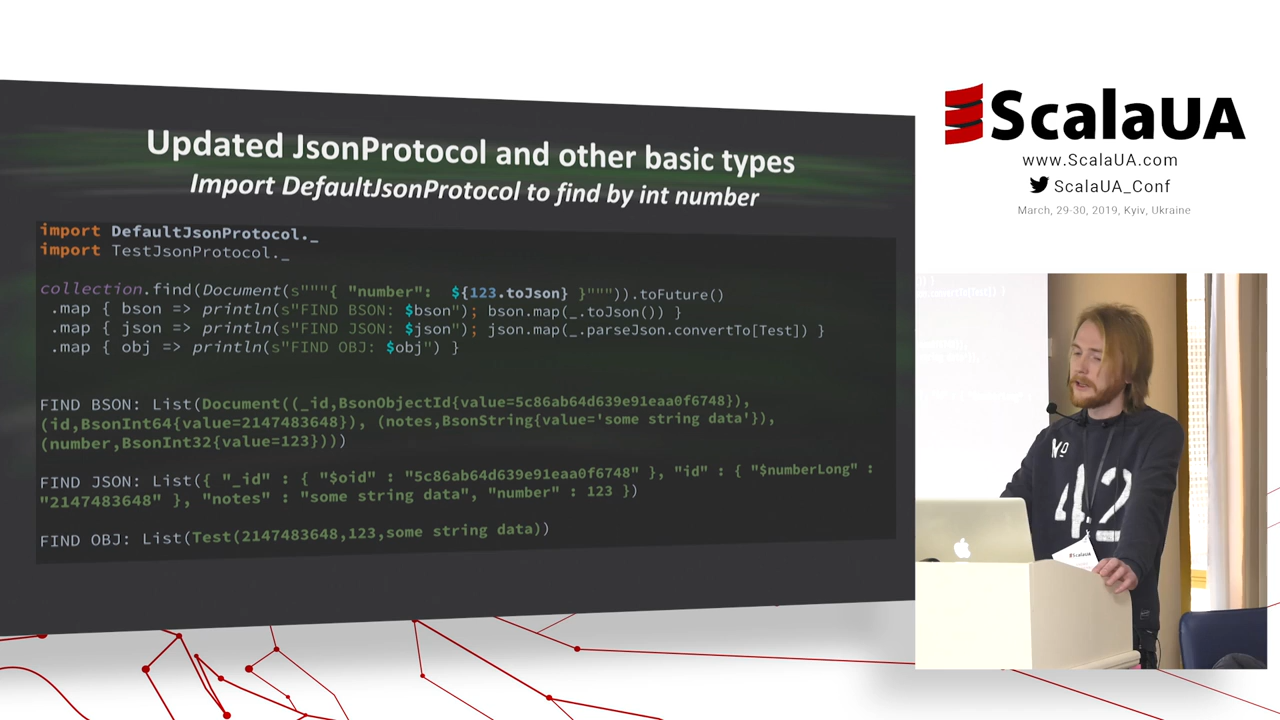 Updated JsonProtocol and other basic types
Import DefaultJsonProtocol to find by int number
import DefaultJsonProtocol._
import TestJsonProtocol._
collection.find(Document(s"""{ "number":  ${123.toJson} }""")).toFuture()
.map { bson => println(s"FIND BSON: $bson"); bson.map(_.toJson()) }
.map { json => println(s"FIND JSON: $json"); json.map(_.parseJson.convertTo[Test]) }
.map { obj => println(s"FIND OBJ: $obj") }
FIND BSON: List(Document((_id,BsonObjectId{value=5c86ab64d639e91eaa0f6748}),
(id,BsonInt64{value=2147483648}), (notes,BsonString{value='some string data'}),
(number,BsonInt32{value=123})))
FIND JSON: List({ "_id" : { "$oid" : "5c86ab64d639e91eaa0f6748" }, "id" : { "$numberLong" :
"2147483648" }, "notes" : "some string data", "number" : 123 })
FIND OBJ: List(Test(2147483648,123,some string data))
ScalaUA
www.ScalaUA.com
ScalaUA_Conf
March, 29-30, 2019, Kyiv, Ukraine
42
ScalaUA